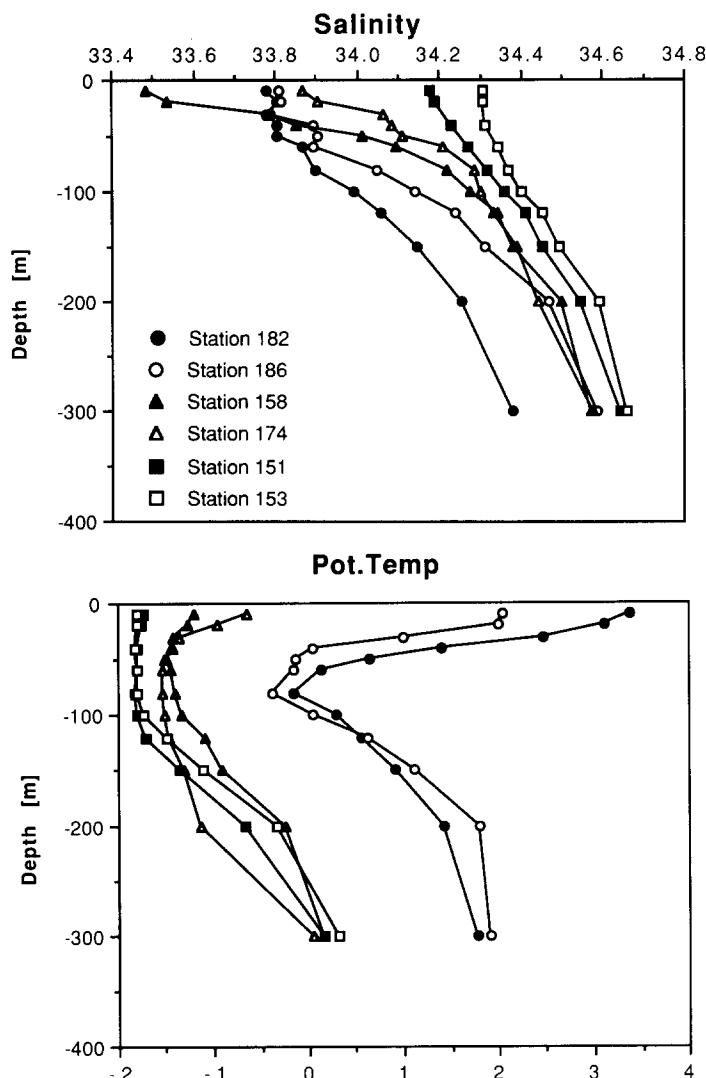 Salinity
33.4 33.6 33.8 34.0 34.2 34.4 34.6 34.8
0
-100
-200
-300
-400
Depth [m]
Station 182
Station 186
Station 158
Station 174
Station 151
Station 153
Pot.Temp
0
-100
-200
-300
-400
Depth [m]
-2 -1 0 1 2 3 4